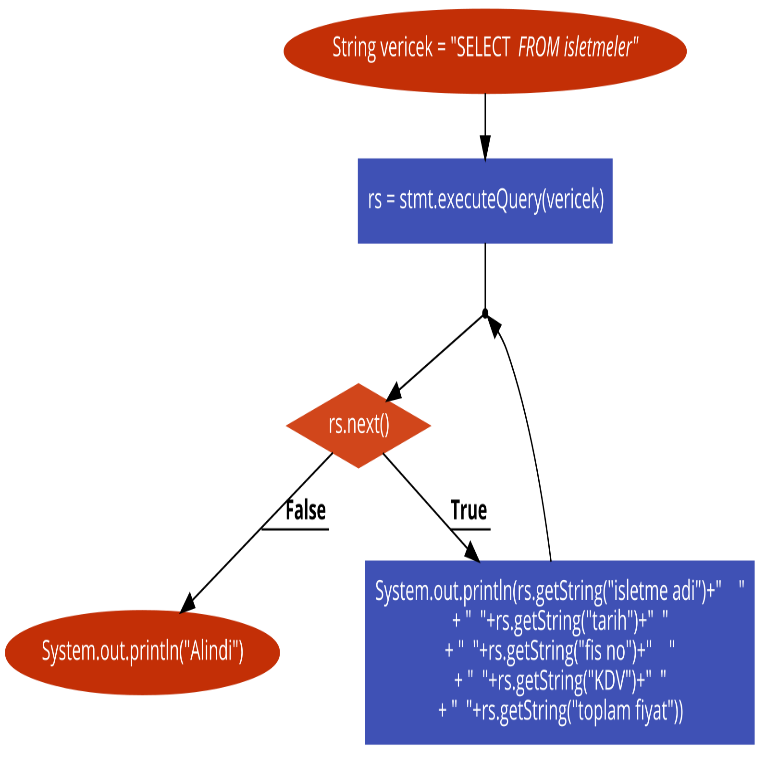 String vericek = "SELECT  FROM isletmeler"
rs = stmt.executeQuery(vericek)
rs.next()
False
True
System.out.println(rs.getString("isletme adi")+"    "
+ "  "+rs.getString("tarih")+"  "
+ "  "+rs.getString("fis no")+"    "
+ "  "+rs.getString("KDV")+"  "
+ "  "+rs.getString("toplam fiyat"))
System.out.println("Alindi")